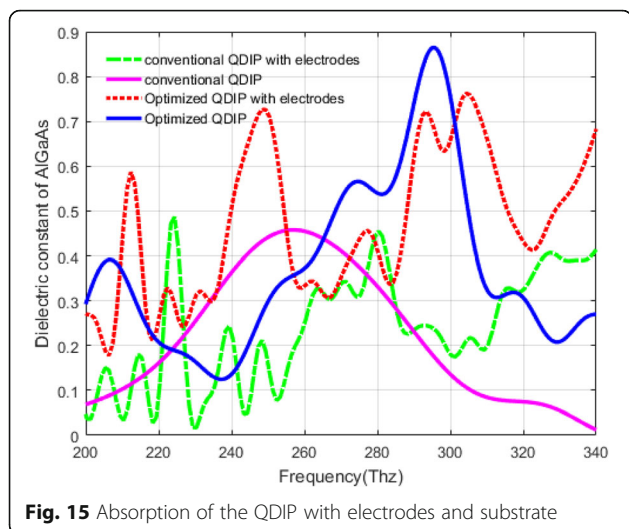 0.9
0.8
0.7
0.6
0.5
0.4
0.3
0.2
0.1
0
Dielectric constant of AlGaAs
conventional QDIP with electrodes
conventional QDIP
Optimized QDIP with electrodes
Optimized QDIP
200 220 240 260 280 300 320 340
Frequency(Thz)
Fig. 15 Absorption of the QDIP with electrodes and substrate